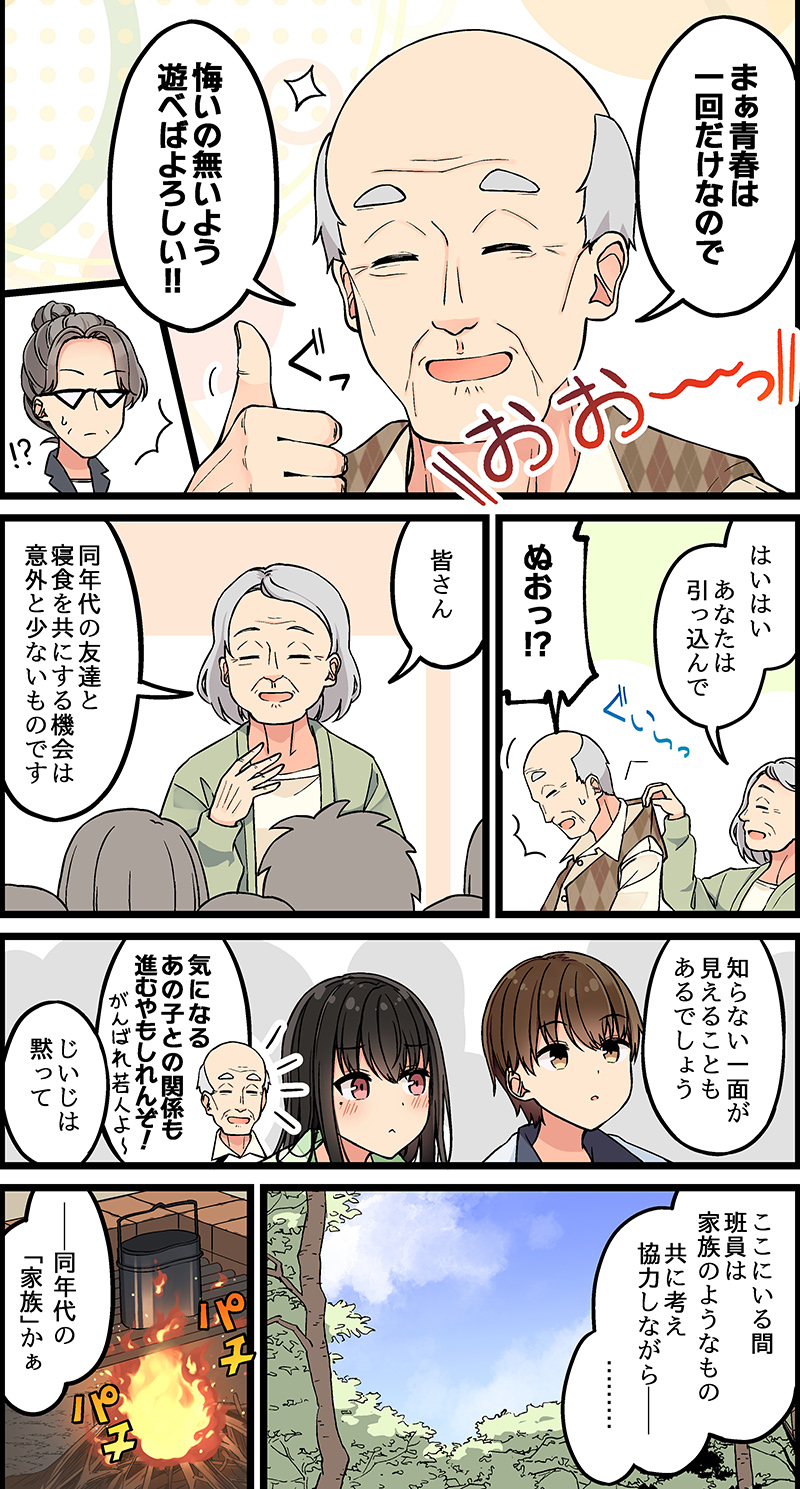 まぁ青春は
一回だけなので
悔いの無いよう
遊べばよろしい!!
ぐっ
おお〜〜っ
!?
はいはい
あなたは
引っ込んで
ぐいーっ
ぬおっ!?
皆さん
同年代の友達と
寝食を共にする機会は
意外と少ないものです
知らない一面が
見えることも
あるでしょう
気になる
あの子との関係も
進むやもしれんぞ!
がんばれ若人よ〜
じいじは
黙って
ここにいる間
班員は
家族のようなもの
共に考え
協力しながら――
………
――同年代の
「家族」かぁ
パチ
パチ